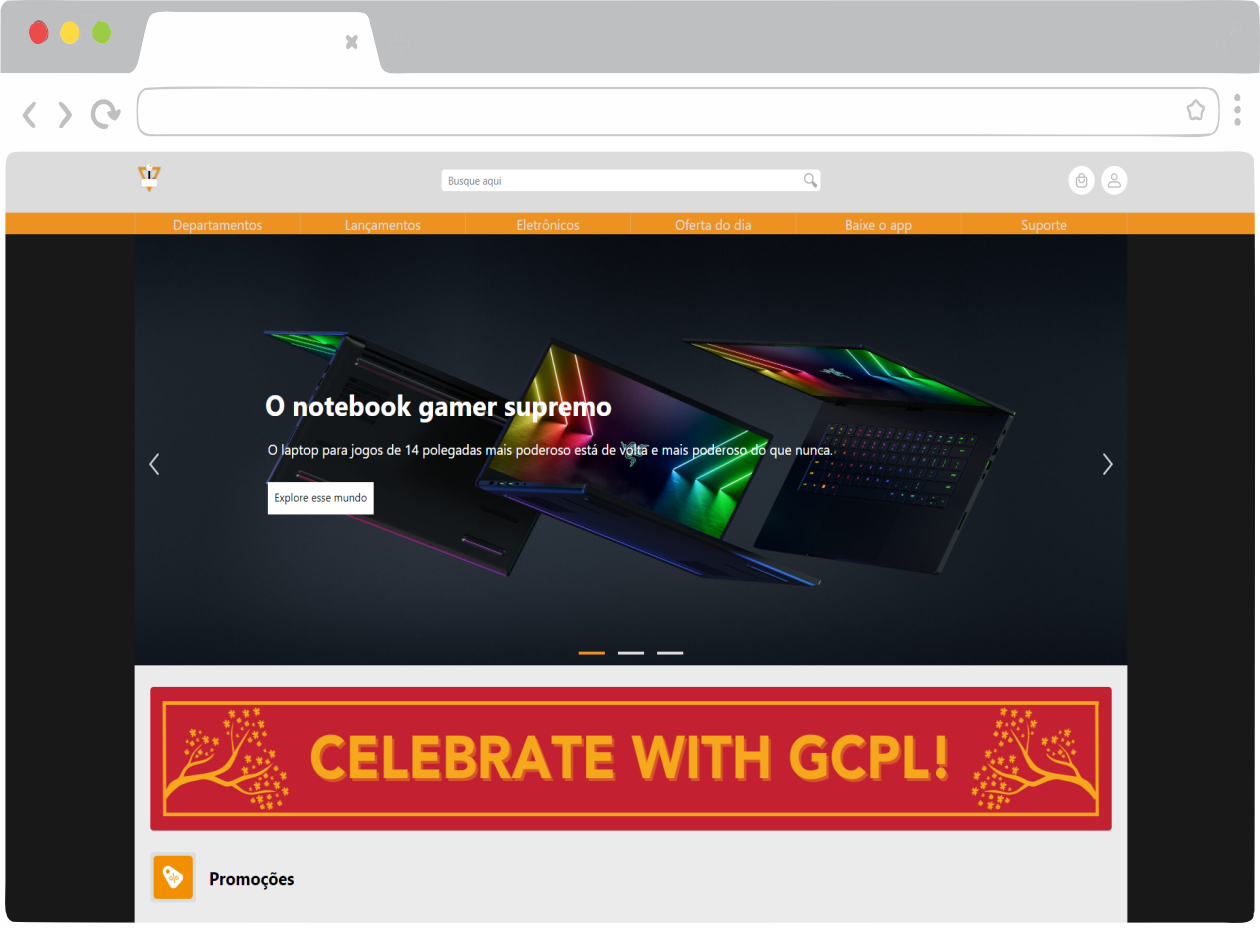 Busque aqui
Departamentos
Lançamentos
Eletrônicos
Oferta do dia
Baixe o app
Suporte
O notebook gamer supremo
O laptop para jogos de 14 polegadas mais poderoso está de volta e mais poderoso do que nunca.
Explore esse mundo
CELEBRATE WITH GCPL!
Promoções